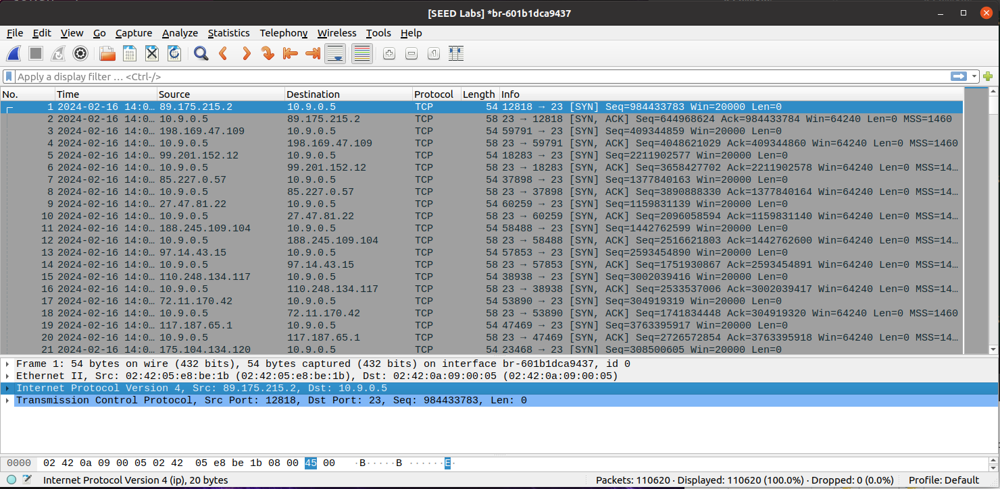 [SEED Labs] *br-601b1dca9437
File Edit View Go Capture Analyze Statistics Telephony Wireless Tools Help
Apply a display filter … <Ctrl-/>
No. Time Source Destination Protocol Length Info
1 2024-02-16 14:0… 89.175.215.2 10.9.0.5 TCP 54 12818 → 23 [SYN] Seq=984433783 Win=20000 Len=0
2 2024-02-16 14:0… 10.9.0.5 89.175.215.2 TCP 58 23 → 12818 [SYN, ACK] Seq=644968624 Ack=984433784 Win=64240 Len=0 MSS=1460
3 2024-02-16 14:0… 198.169.47.109 10.9.0.5 TCP 54 59791 → 23 [SYN] Seq=409344859 Win=20000 Len=0
4 2024-02-16 14:0… 10.9.0.5 198.169.47.109 TCP 58 23 → 59791 [SYN, ACK] Seq=4048621029 Ack=409344860 Win=64240 Len=0 MSS=1460
5 2024-02-16 14:0… 99.201.152.12 10.9.0.5 TCP 54 18283 → 23 [SYN] Seq=2211902577 Win=20000 Len=0
6 2024-02-16 14:0… 10.9.0.5 99.201.152.12 TCP 58 23 → 18283 [SYN, ACK] Seq=3658427702 Ack=2211902578 Win=64240 Len=0 MSS=14…
7 2024-02-16 14:0… 85.227.0.57 10.9.0.5 TCP 54 37898 → 23 [SYN] Seq=1377840163 Win=20000 Len=0
8 2024-02-16 14:0… 10.9.0.5 85.227.0.57 TCP 58 23 → 37898 [SYN, ACK] Seq=3890888330 Ack=1377840164 Win=64240 Len=0 MSS=14…
9 2024-02-16 14:0… 27.47.81.22 10.9.0.5 TCP 54 60259 → 23 [SYN] Seq=1159831139 Win=20000 Len=0
10 2024-02-16 14:0… 10.9.0.5 27.47.81.22 TCP 58 23 → 60259 [SYN, ACK] Seq=2096058594 Ack=1159831140 Win=64240 Len=0 MSS=14…
11 2024-02-16 14:0… 188.245.109.104 10.9.0.5 TCP 54 58488 → 23 [SYN] Seq=1442762599 Win=20000 Len=0
12 2024-02-16 14:0… 10.9.0.5 188.245.109.104 TCP 58 23 → 58488 [SYN, ACK] Seq=2516621803 Ack=1442762600 Win=64240 Len=0 MSS=14…
13 2024-02-16 14:0… 97.14.43.15 10.9.0.5 TCP 54 57853 → 23 [SYN] Seq=2593454890 Win=20000 Len=0
14 2024-02-16 14:0… 10.9.0.5 97.14.43.15 TCP 58 23 → 57853 [SYN, ACK] Seq=1751930867 Ack=2593454891 Win=64240 Len=0 MSS=14…
15 2024-02-16 14:0… 110.248.134.117 10.9.0.5 TCP 54 38938 → 23 [SYN] Seq=3002039416 Win=20000 Len=0
16 2024-02-16 14:0… 10.9.0.5 110.248.134.117 TCP 58 23 → 38938 [SYN, ACK] Seq=2533537006 Ack=3002039417 Win=64240 Len=0 MSS=14…
17 2024-02-16 14:0… 72.11.170.42 10.9.0.5 TCP 54 53890 → 23 [SYN] Seq=304919319 Win=20000 Len=0
18 2024-02-16 14:0… 10.9.0.5 72.11.170.42 TCP 58 23 → 53890 [SYN, ACK] Seq=1741834448 Ack=304919320 Win=64240 Len=0 MSS=1460
19 2024-02-16 14:0… 117.187.65.1 10.9.0.5 TCP 54 47469 → 23 [SYN] Seq=3763395917 Win=20000 Len=0
20 2024-02-16 14:0… 10.9.0.5 117.187.65.1 TCP 58 23 → 47469 [SYN, ACK] Seq=2726572854 Ack=3763395918 Win=64240 Len=0 MSS=14…
21 2024-02-16 14:0… 175.104.134.120 10.9.0.5 TCP 54 23468 → 23 [SYN] Seq=308500605 Win=20000 Len=0
Frame 1: 54 bytes on wire (432 bits), 54 bytes captured (432 bits) on interface br-601b1dca9437, id 0
Ethernet II, Src: 02:42:05:e8:be:1b (02:42:05:e8:be:1b), Dst: 02:42:0a:09:00:05 (02:42:0a:09:00:05)
Internet Protocol Version 4, Src: 89.175.215.2, Dst: 10.9.0.5
Transmission Control Protocol, Src Port: 12818, Dst Port: 23, Seq: 984433783, Len: 0
0000 02 42 0a 09 00 05 02 42 05 e8 be 1b 08 00 45 00 ·B·····B ······E·
Internet Protocol Version 4 (ip), 20 bytes Packets: 110620 · Displayed: 110620 (100.0%) · Dropped: 0 (0.0%) Profile: Default